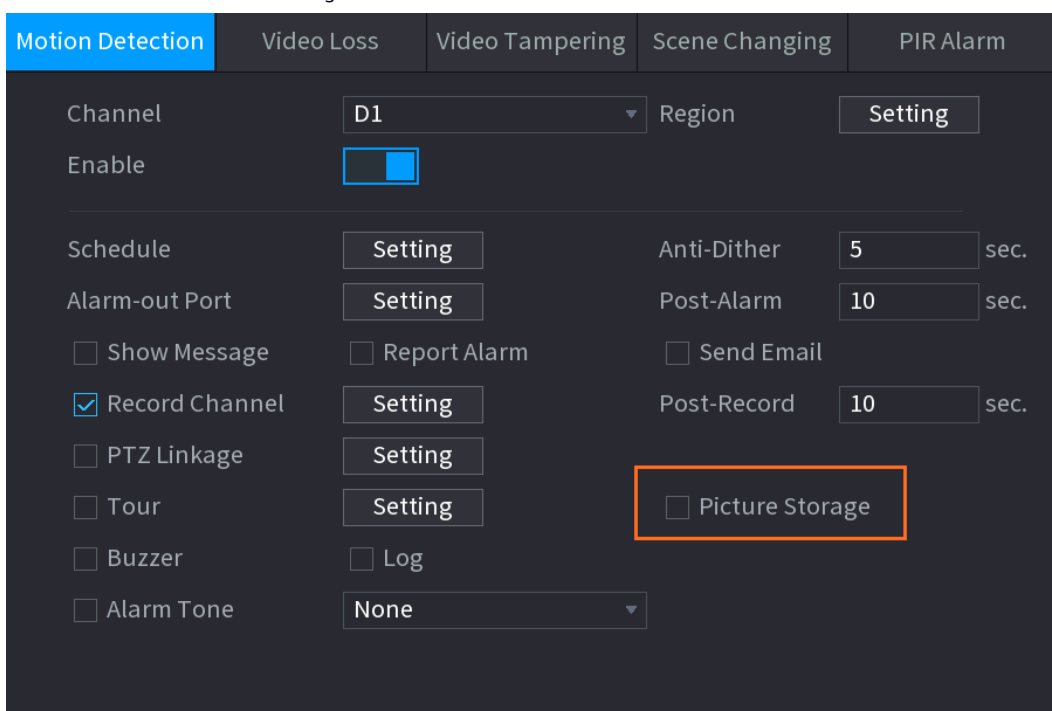 Motion Detection Video Loss Video Tampering Scene Changing PIR Alarm
Channel D1 Region Setting
Enable
Schedule Setting Anti-Dither 5 sec.
Alarm-out Port Setting Post-Alarm 10 sec.
Show Message Report Alarm Send Email
Record Channel Setting Post-Record 10 sec.
PTZ Linkage Setting
Tour Setting Picture Storage
Buzzer Log
Alarm Tone None